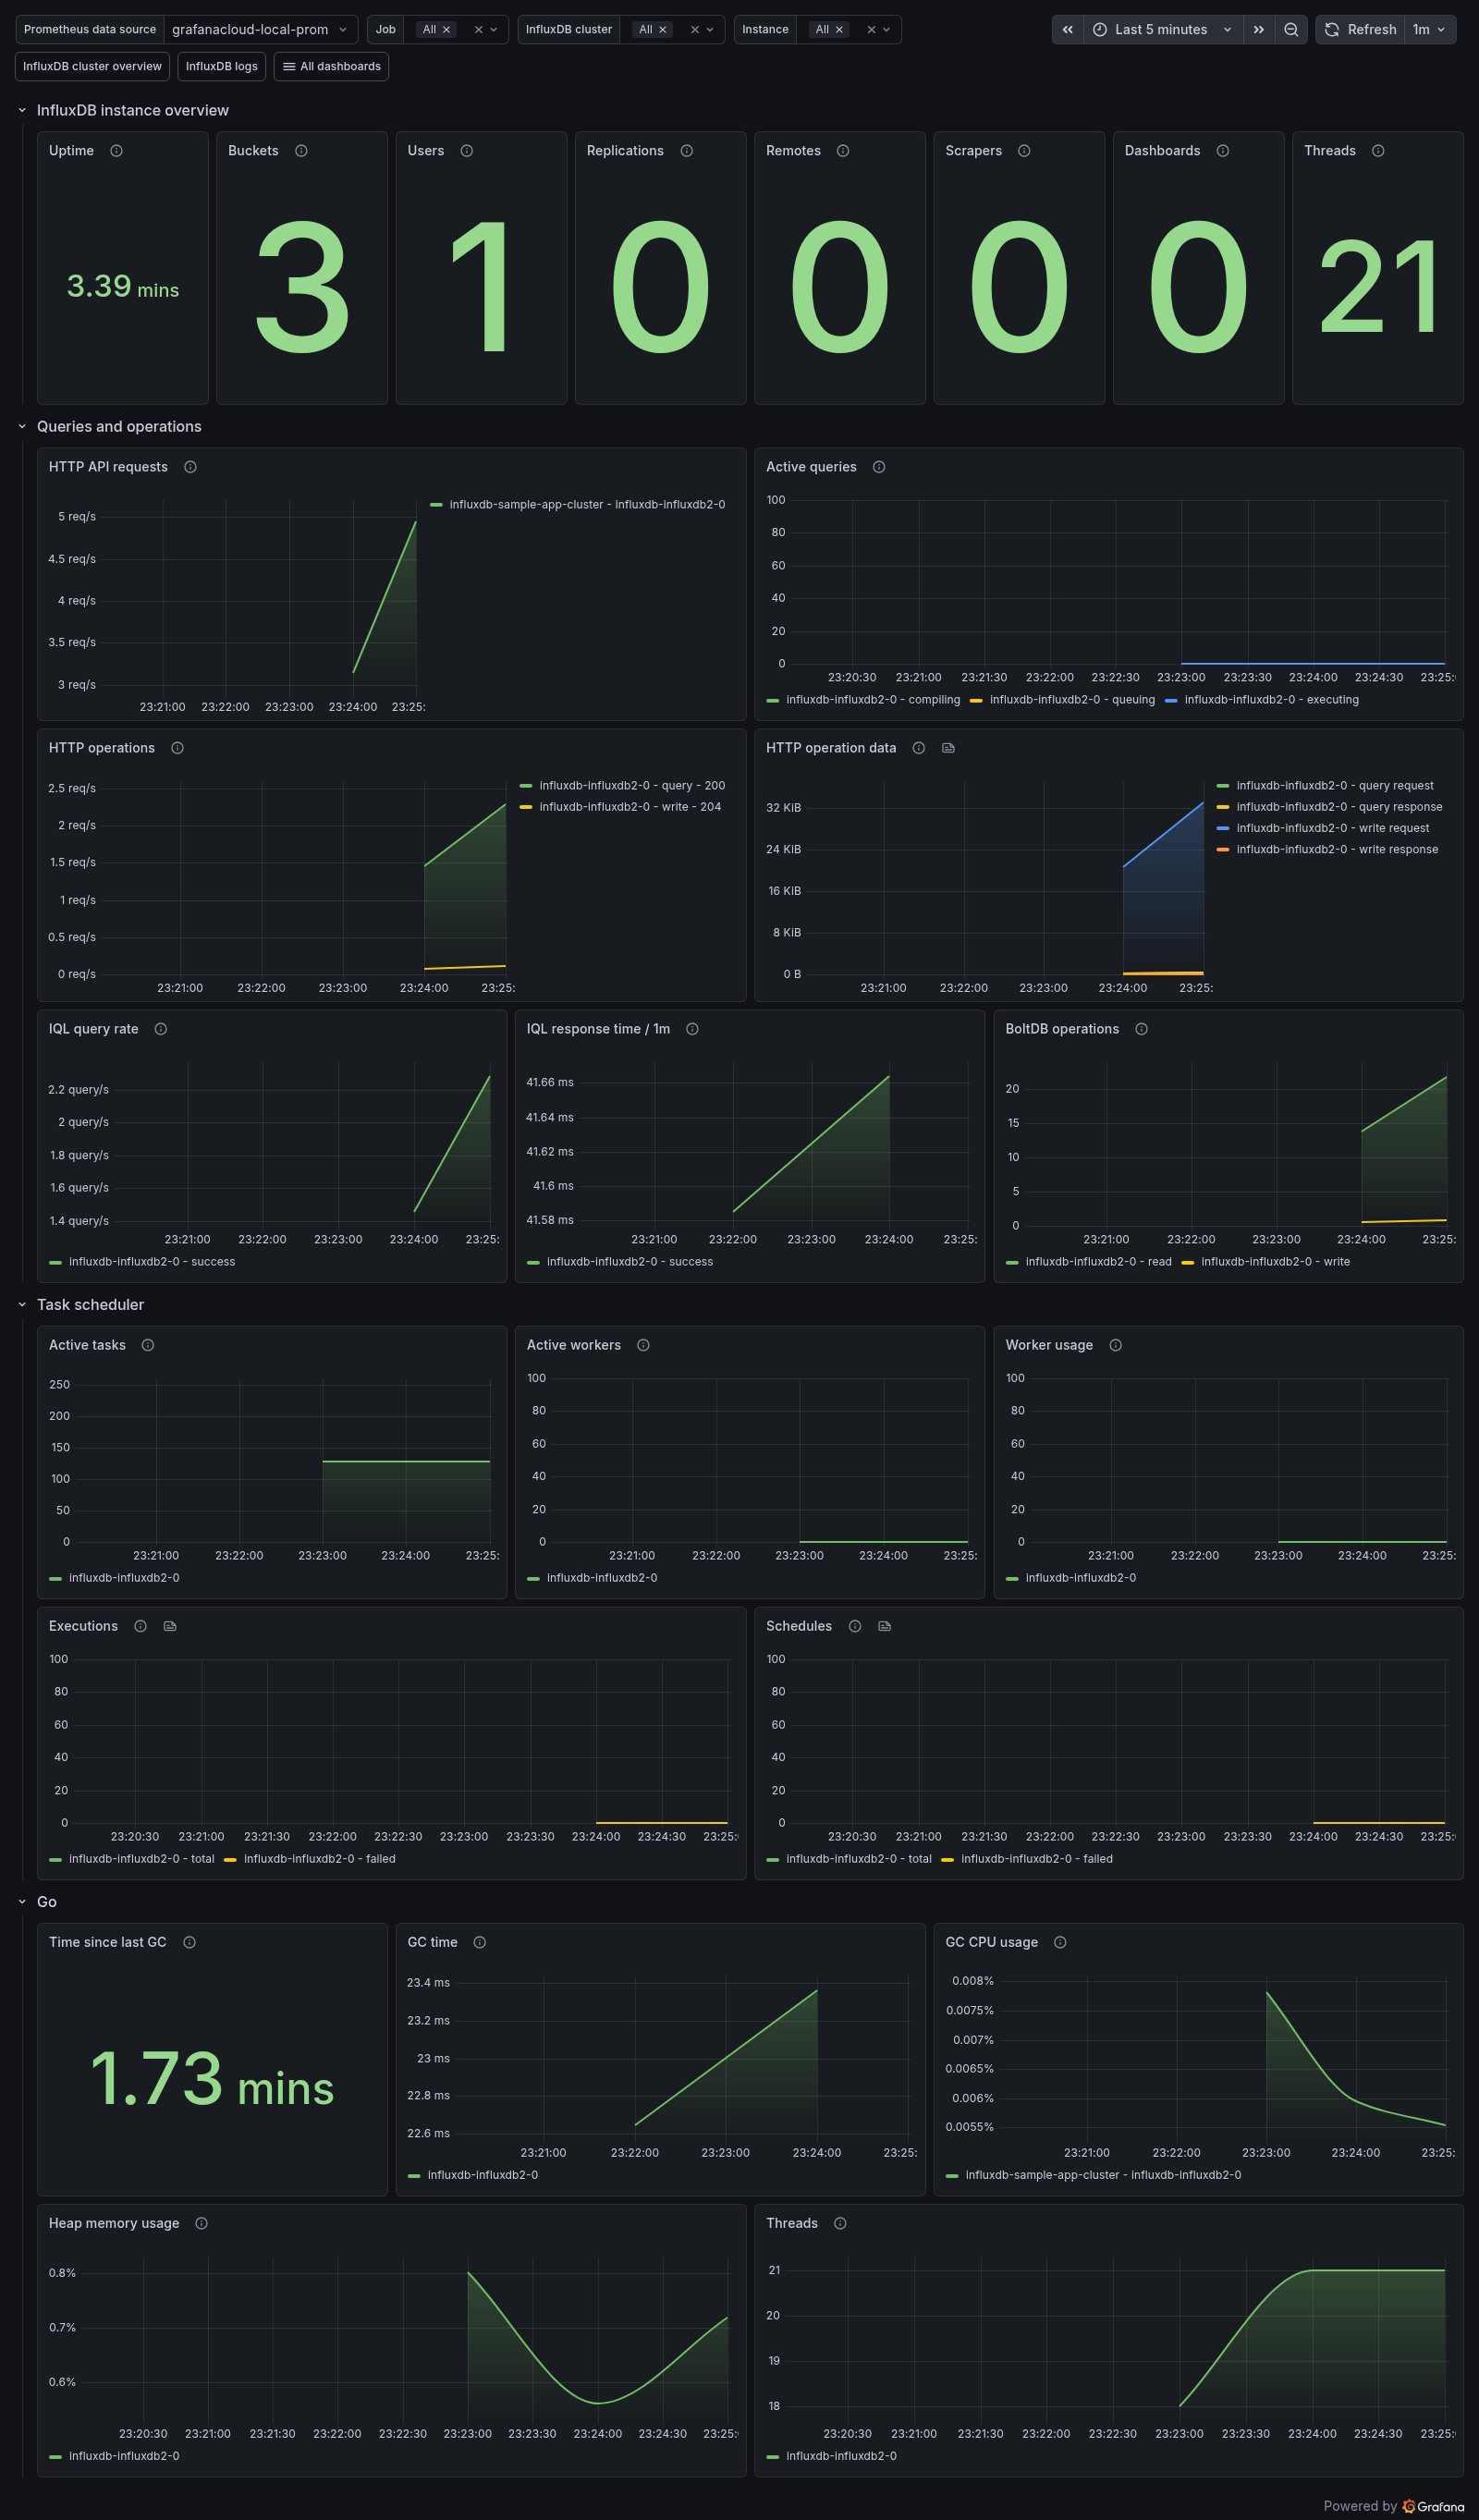 Prometheus data source grafanacloud-local-prom Job All InfluxDB cluster All Instance All Last 5 minutes Refresh 1m
InfluxDB cluster overview InfluxDB logs All dashboards
InfluxDB instance overview
Uptime Buckets Users Replications Remotes Scrapers Dashboards Threads
3.39 mins 3 1 0 0 0 0 21
Queries and operations
HTTP API requests
5 req/s
4.5 req/s
4 req/s
3.5 req/s
3 req/s
23:21:00 23:22:00 23:23:00 23:24:00 23:25:
influxdb-sample-app-cluster - influxdb-influxdb2-0
Active queries
100
80
60
40
20
0
23:20:30 23:21:00 23:21:30 23:22:00 23:22:30 23:23:00 23:23:30 23:24:00 23:24:30 23:25:
influxdb-influxdb2-0 - compiling influxdb-influxdb2-0 - queuing influxdb-influxdb2-0 - executing
HTTP operations
2.5 req/s
2 req/s
1.5 req/s
1 req/s
0.5 req/s
0 req/s
23:21:00 23:22:00 23:23:00 23:24:00 23:25:
influxdb-influxdb2-0 - query - 200
influxdb-influxdb2-0 - write - 204
HTTP operation data
32 KiB
24 KiB
16 KiB
8 KiB
0 B
23:21:00 23:22:00 23:23:00 23:24:00 23:25:
influxdb-influxdb2-0 - query request
influxdb-influxdb2-0 - query response
influxdb-influxdb2-0 - write request
influxdb-influxdb2-0 - write response
IQL query rate
2.2 query/s
2 query/s
1.8 query/s
1.6 query/s
1.4 query/s
23:21:00 23:22:00 23:23:00 23:24:00 23:25:
influxdb-influxdb2-0 - success
IQL response time / 1m
41.66 ms
41.64 ms
41.62 ms
41.6 ms
41.58 ms
23:21:00 23:22:00 23:23:00 23:24:00 23:25:
influxdb-influxdb2-0 - success
BoltDB operations
20
15
10
5
0
23:21:00 23:22:00 23:23:00 23:24:00 23:25:
influxdb-influxdb2-0 - read influxdb-influxdb2-0 - write
Task scheduler
Active tasks
250
200
150
100
50
0
23:21:00 23:22:00 23:23:00 23:24:00 23:25:
influxdb-influxdb2-0
Active workers
100
80
60
40
20
0
23:21:00 23:22:00 23:23:00 23:24:00 23:25:
influxdb-influxdb2-0
Worker usage
100
80
60
40
20
0
23:21:00 23:22:00 23:23:00 23:24:00 23:25:
influxdb-influxdb2-0
Executions
100
80
60
40
20
0
23:20:30 23:21:00 23:21:30 23:22:00 23:22:30 23:23:00 23:23:30 23:24:00 23:24:30 23:25:
influxdb-influxdb2-0 - total influxdb-influxdb2-0 - failed
Schedules
100
80
60
40
20
0
23:20:30 23:21:00 23:21:30 23:22:00 23:22:30 23:23:00 23:23:30 23:24:00 23:24:30 23:25:
influxdb-influxdb2-0 - total influxdb-influxdb2-0 - failed
Go
Time since last GC
1.73 mins
GC time
23.4 ms
23.2 ms
23 ms
22.8 ms
22.6 ms
23:21:00 23:22:00 23:23:00 23:24:00 23:25:
influxdb-influxdb2-0
GC CPU usage
0.008%
0.0075%
0.007%
0.0065%
0.006%
0.0055%
23:21:00 23:22:00 23:23:00 23:24:00 23:25:
influxdb-sample-app-cluster - influxdb-influxdb2-0
Heap memory usage
0.8%
0.7%
0.6%
23:20:30 23:21:00 23:21:30 23:22:00 23:22:30 23:23:00 23:23:30 23:24:00 23:24:30 23:25:
influxdb-influxdb2-0
Threads
21
20
19
18
23:20:30 23:21:00 23:21:30 23:22:00 23:22:30 23:23:00 23:23:30 23:24:00 23:24:30 23:25:
influxdb-influxdb2-0
Powered by Grafana